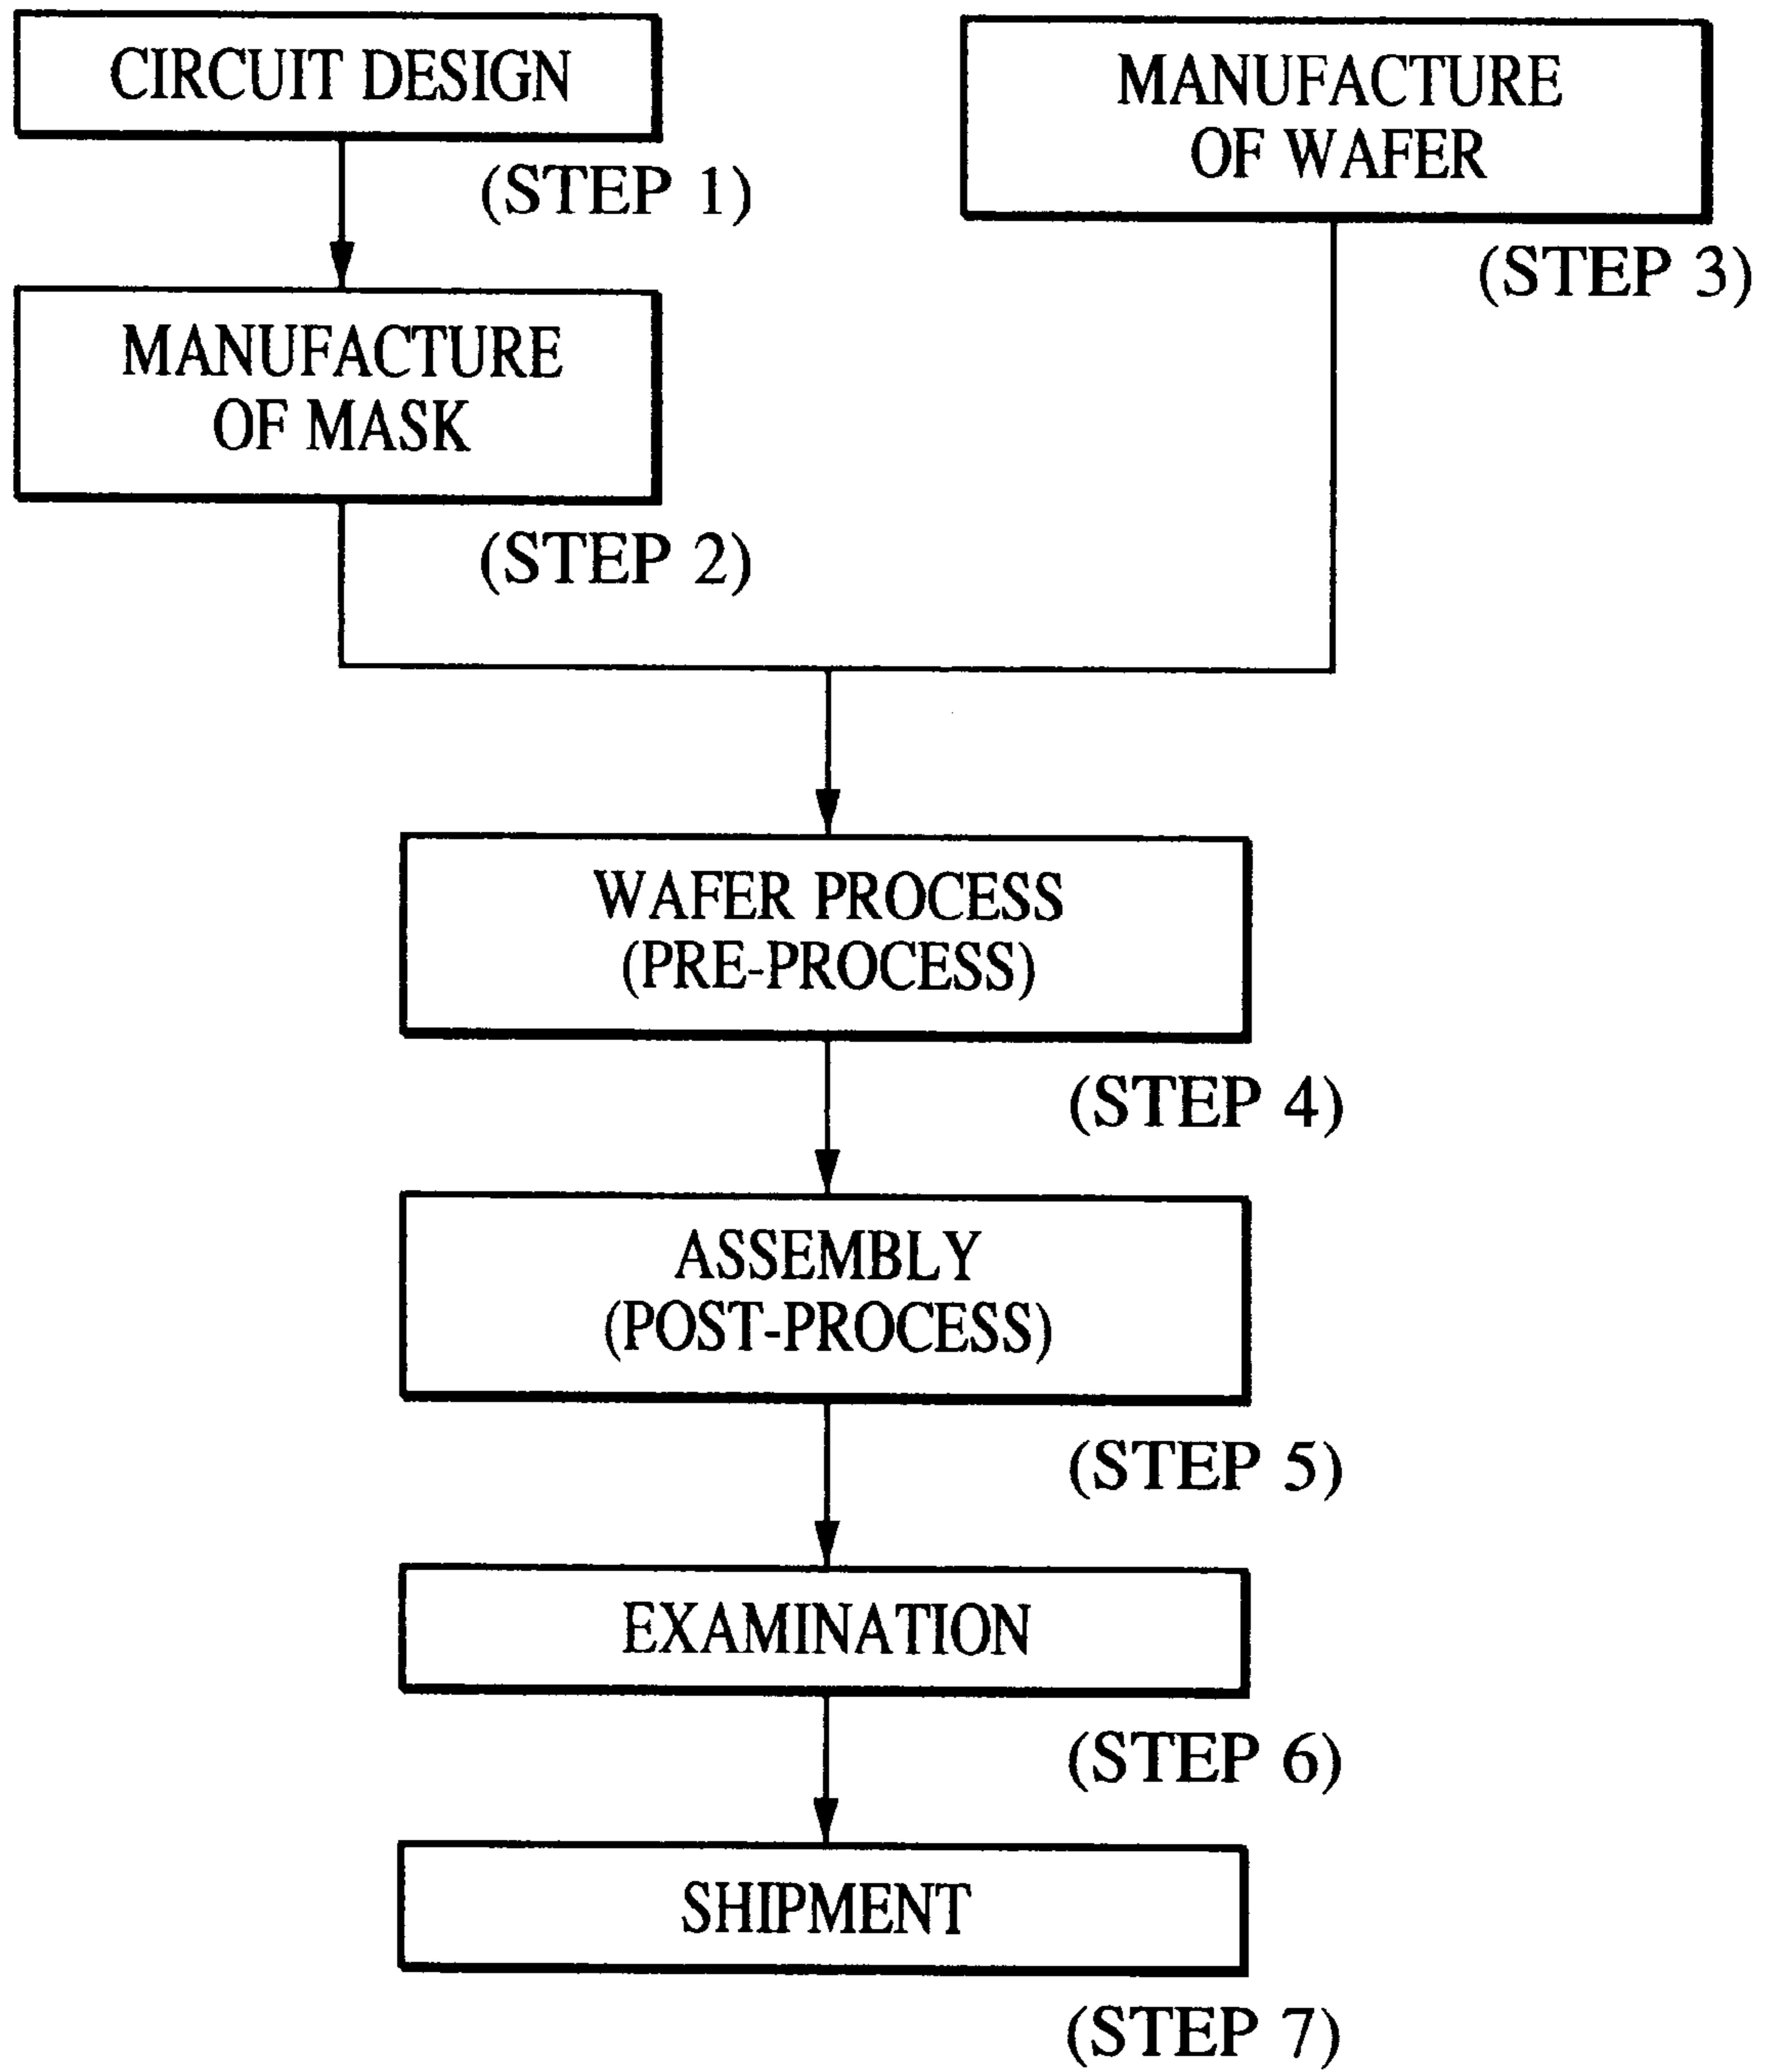 CIRCUIT DESIGN
(STEP 1)
MANUFACTURE
OF MASK
(STEP 2)
MANUFACTURE
OF WAFER
(STEP 3)
WAFER PROCESS
(PRE-PROCESS)
(STEP 4)
ASSEMBLY
(POST-PROCESS)
(STEP 5)
EXAMINATION
(STEP 6)
SHIPMENT
(STEP 7)